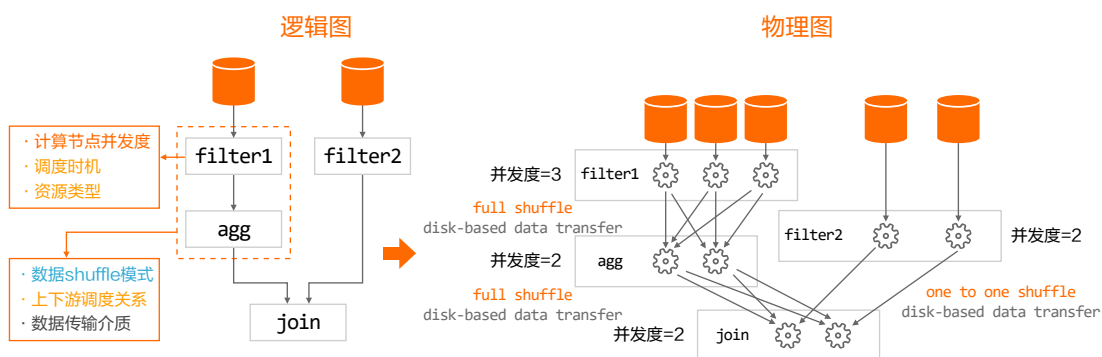 逻辑图
物理图
· 计算节点并发度
· 调度时机
· 资源类型
filter1
filter2
agg
· 数据shuffle模式
· 上下游调度关系
· 数据传输介质
join
并发度=3
filter1
full shuffle
disk-based data transfer
filter2
并发度=2
并发度=2
agg
full shuffle
disk-based data transfer
one to one shuffle
disk-based data transfer
并发度=2
join